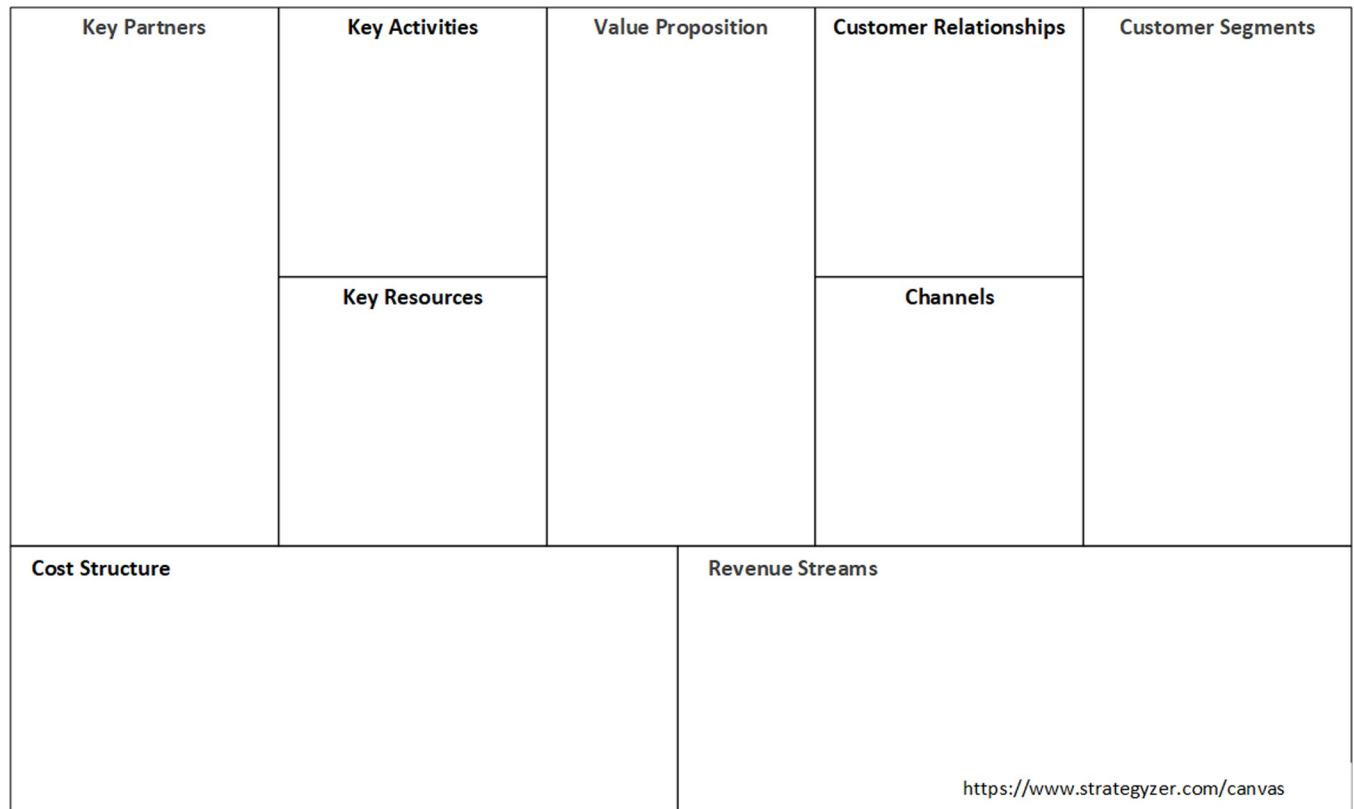 Key Partners
Key Activities
Value Proposition
Customer Relationships
Customer Segments
Key Resources
Channels
Cost Structure
Revenue Streams
https://www.strategyzer.com/canvas